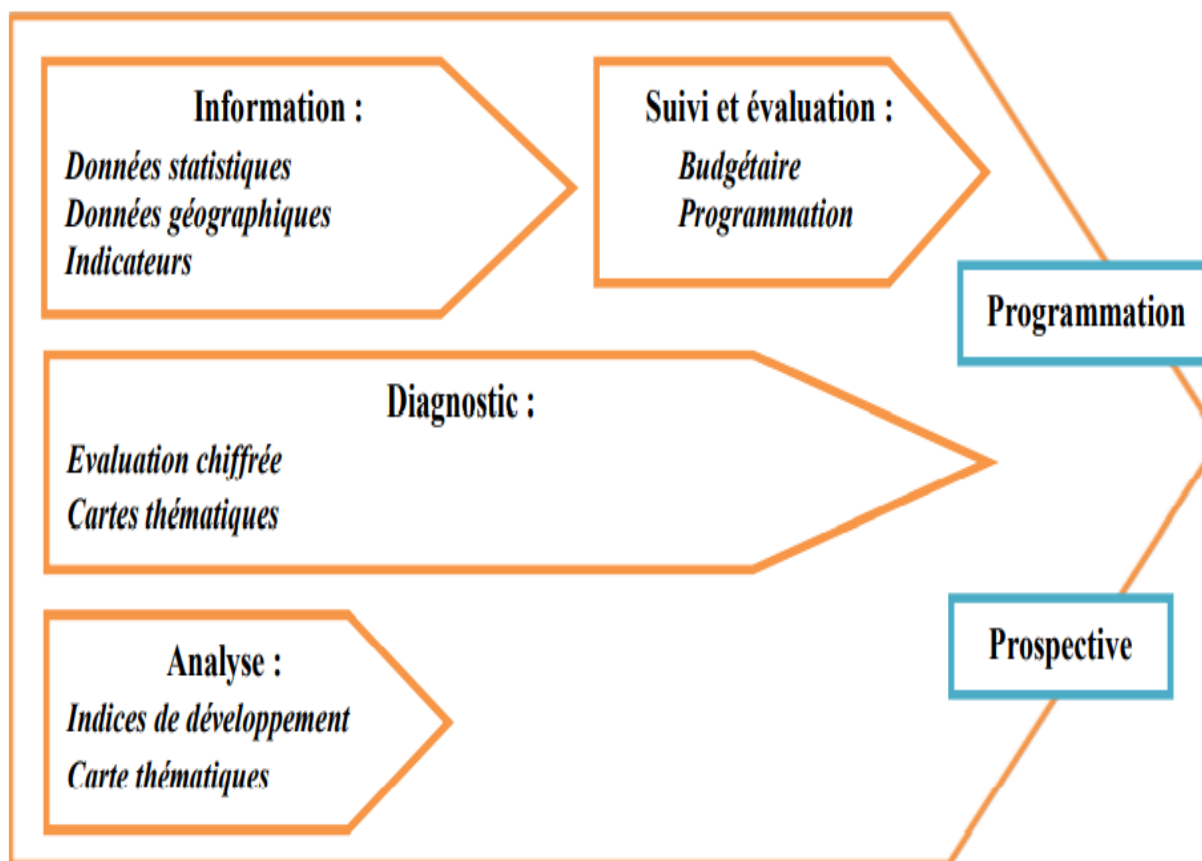 Information :
Données statistiques
Données géographiques
Indicateurs
Suivi et évaluation :
Budgétaire
Programmation
Programmation
Diagnostic :
Evaluation chiffrée
Cartes thématiques
Analyse :
Indices de développement
Carte thématiques
Prospective